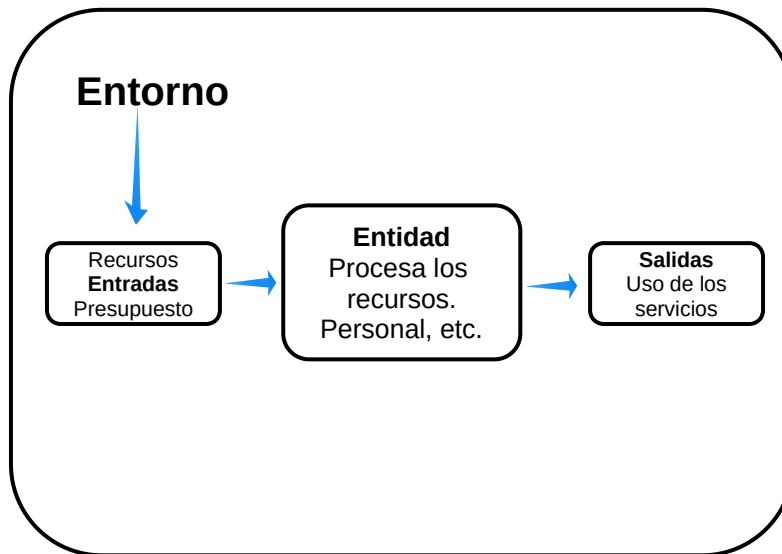 Entorno
Recursos
Entradas
Presupuesto
Entidad
Procesa los
recursos.
Personal, etc.
Salidas
Uso de los
servicios